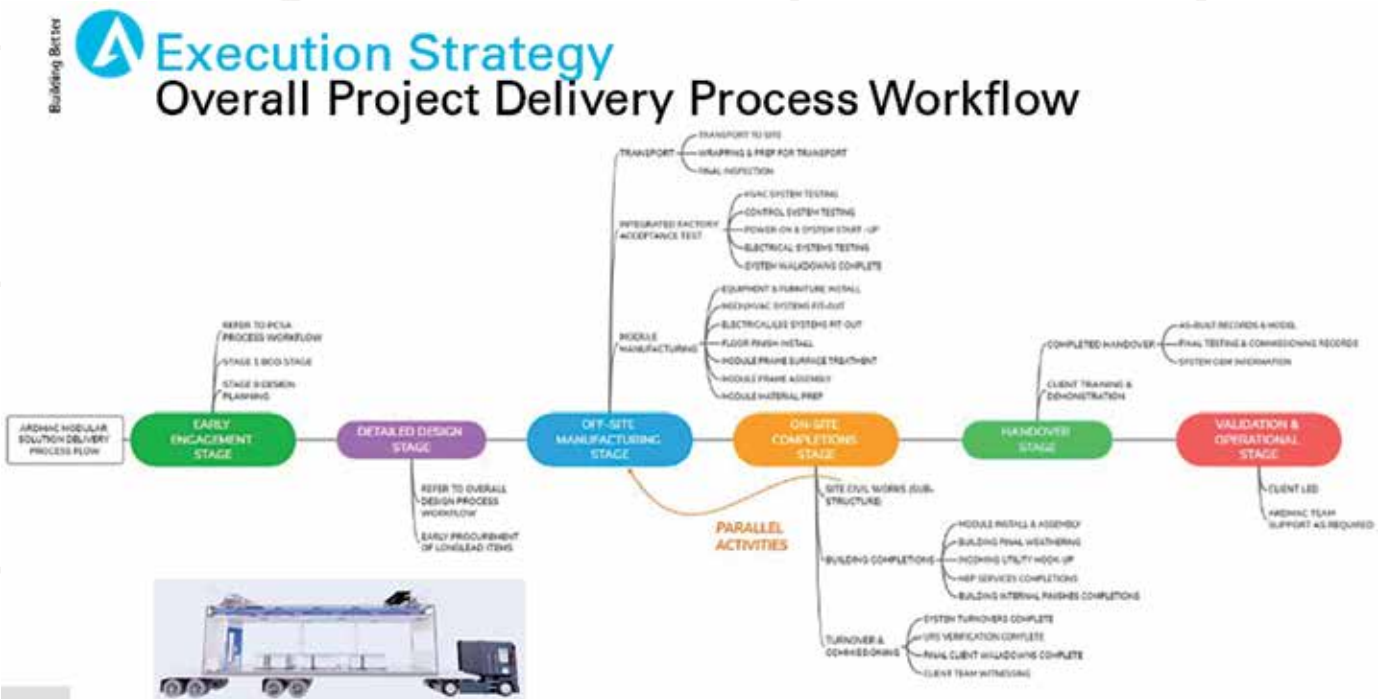 Building Better
Execution Strategy
Overall Project Delivery Process Workflow
TRANSPORT
TRANSPORT TO SITE
WRAPPING & PREP FOR TRANSPORT
FINAL INSPECTION
INTEGRATED FACTORY
ACCEPTANCE TEST
HVAC SYSTEM TESTING
CONTROL SYSTEM TESTING
POWER-ON & SYSTEM START-UP
ELECTRICAL SYSTEMS TESTING
SYSTEM WALKDOWNS COMPLETE
MODULE
MANUFACTURING
EQUIPMENT & FURNITURE INSTALL
MECH/HVAC SYSTEMS FIT-OUT
ELECTRICAL/ SYSTEMS FIT-OUT
FLOOR FINISH INSTALL
MODULE FRAME SURFACE TREATMENT
MODULE FRAME ASSEMBLY
MODULE MATERIAL PREP
REFER TO PCSA
PROCESS WORKFLOW
STAGE STAGE
STAGE DESIGN
PLANNING
COMPLETED HANDOVER
AS-BUILT RECORDS & MODEL
FINAL TESTING & COMMISSIONING RECORDS
SYSTEM O&M INFORMATION
CLIENT TRAINING &
DEMONSTRATION
ARDMAC MODULAR
SOLUTION DELIVERY
PROCESS FLOW
EARLY
ENGAGEMENT
STAGE
DETAILED DESIGN
STAGE
OFF-SITE
MANUFACTURING
STAGE
ON-SITE
COMPLETIONS
STAGE
HANDOVER
STAGE
VALIDATION &
OPERATIONAL
STAGE
REFER TO OVERALL
DESIGN PROCESS
WORKFLOW
EARLY PROCUREMENT
OF LONGLEAD ITEMS
PARALLEL
ACTIVITIES
SITE CIVIL WORKS (SUB-
STRUCTURE)
BUILDING COMPLETIONS
MODULE INSTALL & ASSEMBLY
BUILDING FINAL WEATHERING
INCOMING UTILITY HOOK-UP
MEP SERVICES COMPLETIONS
BUILDING INTERNAL FINISHES COMPLETIONS
TURNOVER &
COMMISSIONING
SYSTEM TURNOVERS COMPLETE
URS VERIFICATION COMPLETE
FINAL CLIENT WALKDOWNS COMPLETE
CLIENT TEAM WITNESSING
CLIENT LED
ARDMAC TEAM
SUPPORT AS REQUIRED